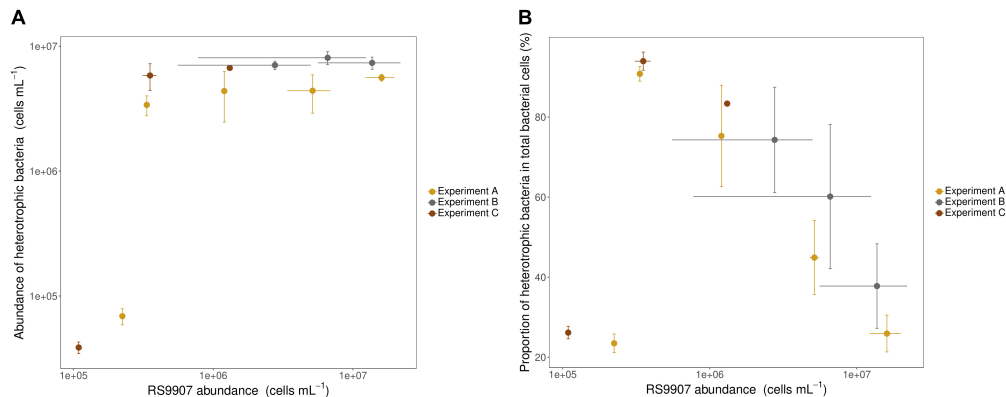 A
Abundance of heterotrophic bacteria (cells mL⁻¹)
1e+07
1e+06
1e+05
1e+05
1e+06
1e+07
RS9907 abundance (cells mL⁻¹)
Experiment A
Experiment B
Experiment C
B
Proportion of heterotrophic bacteria in total bacterial cells (%)
80
60
40
20
1e+05
1e+06
1e+07
RS9907 abundance (cells mL⁻¹)
Experiment A
Experiment B
Experiment C